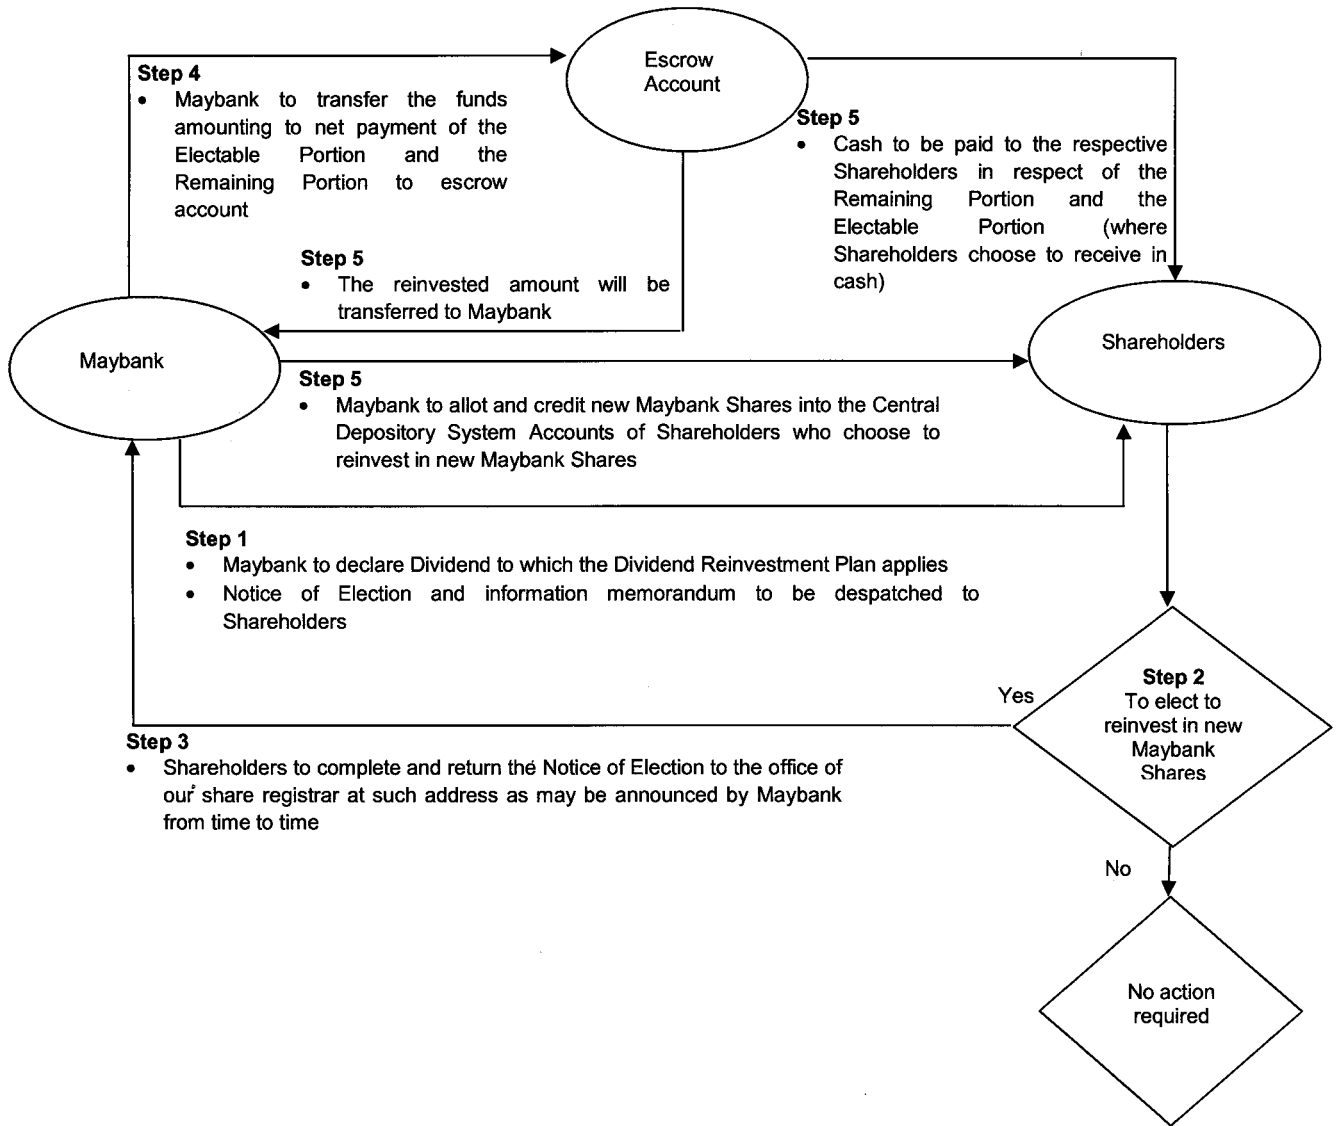 Escrow
Account
Step 4
• Maybank to transfer the funds
amounting to net payment of the
Electable Portion and the
Remaining Portion to escrow
account
Step 5
• Cash to be paid to the respective
Shareholders in respect of the
Remaining Portion and the
Electable Portion (where
Shareholders choose to receive in
cash)
Step 5
• The reinvested amount will be
transferred to Maybank
Maybank
Shareholders
Step 5
• Maybank to allot and credit new Maybank Shares into the Central
Depository System Accounts of Shareholders who choose to
reinvest in new Maybank Shares
Step 1
• Maybank to declare Dividend to which the Dividend Reinvestment Plan applies
• Notice of Election and information memorandum to be despatched to
Shareholders
Step 2
To elect to
reinvest in new
Maybank
Shares
Yes
Step 3
• Shareholders to complete and return the Notice of Election to the office of
our share registrar at such address as may be announced by Maybank
from time to time
No
No action
required